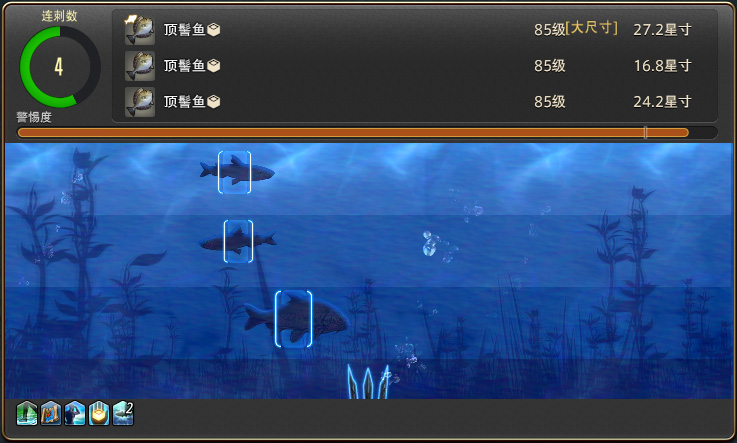 连刺数
4
顶髻鱼 85级[大尺寸] 27.2星寸
顶髻鱼 85级 16.8星寸
顶髻鱼 85级 24.2星寸
警惕度
2